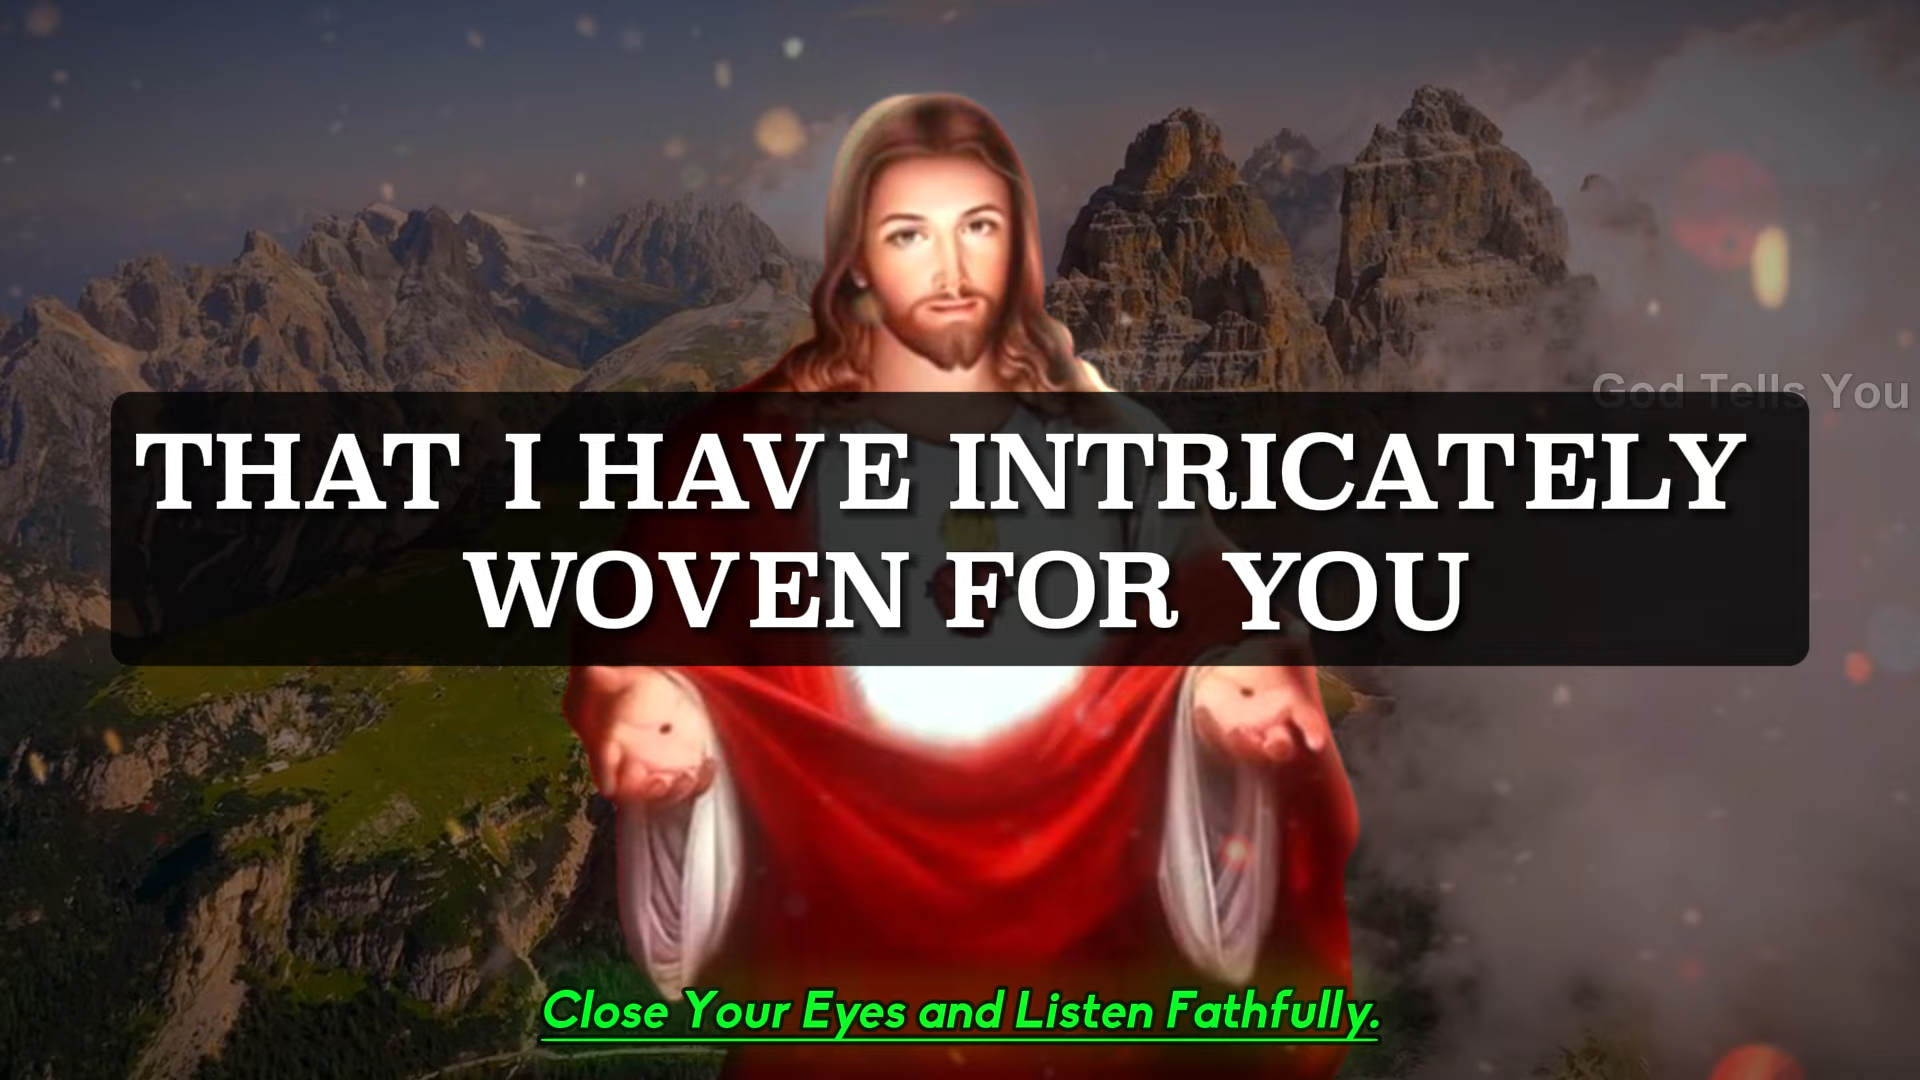 God Tells You
THAT I HAVE INTRICATELY
WOVEN FOR YOU
Close Your Eyes and Listen Fathfully.